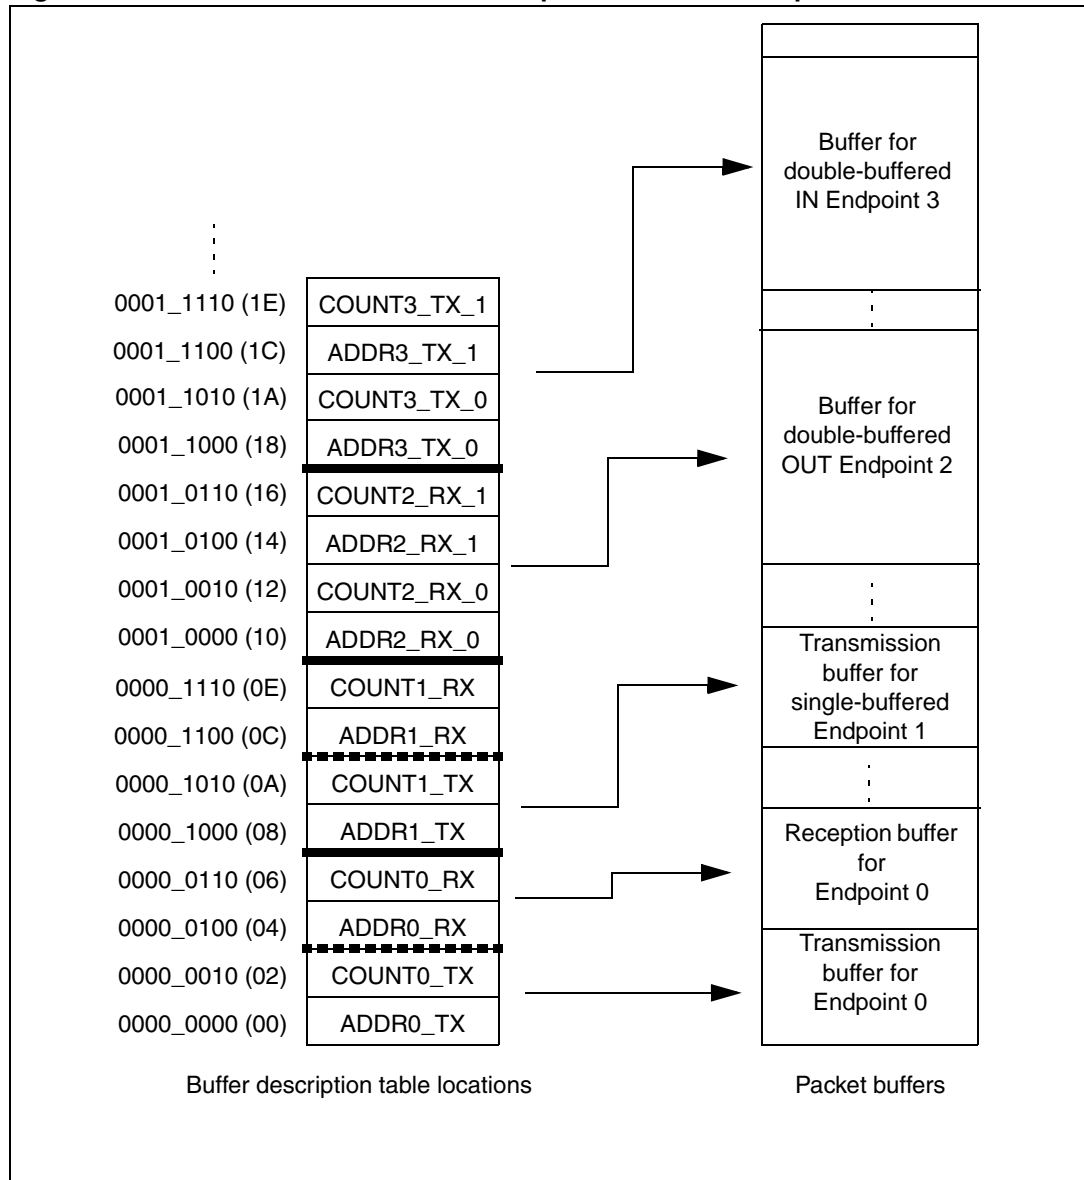 Buffer for
double-buffered
IN Endpoint 3
0001_1110 (1E) COUNT3_TX_1
0001_1100 (1C) ADDR3_TX_1
0001_1010 (1A) COUNT3_TX_0
0001_1000 (18) ADDR3_TX_0
Buffer for
double-buffered
OUT Endpoint 2
0001_0110 (16) COUNT2_RX_1
0001_0100 (14) ADDR2_RX_1
0001_0010 (12) COUNT2_RX_0
0001_0000 (10) ADDR2_RX_0
Transmission
buffer for
single-buffered
Endpoint 1
0000_1110 (0E) COUNT1_RX
0000_1100 (0C) ADDR1_RX
0000_1010 (0A) COUNT1_TX
0000_1000 (08) ADDR1_TX
Reception buffer
for
Endpoint 0
0000_0110 (06) COUNT0_RX
0000_0100 (04) ADDR0_RX
Transmission
buffer for
Endpoint 0
0000_0010 (02) COUNT0_TX
0000_0000 (00) ADDR0_TX
Buffer description table locations
Packet buffers